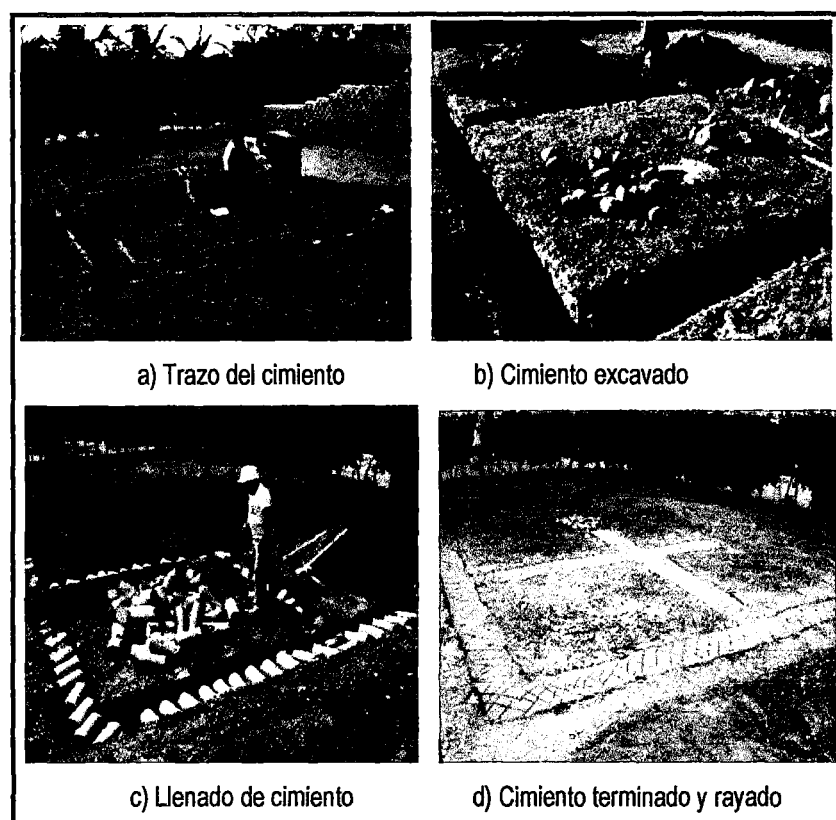 a) Trazo del cimiento
b) Cimiento excavado
c) Llenado de cimiento
d) Cimiento terminado y rayado